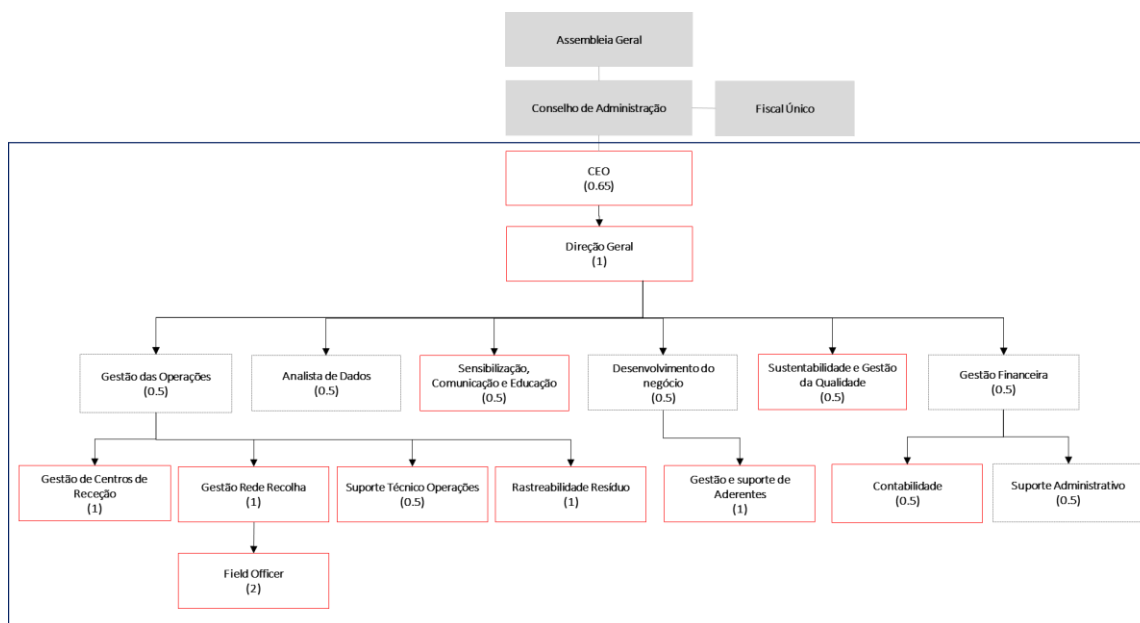 Assembleia Geral
Conselho de Administração
Fiscal Único
CEO
(0.65)
Direção Geral
(1)
Gestão das Operações
(0.5)
Analista de Dados
(0.5)
Sensibilização,
Comunicação e Educação
(0.5)
Desenvolvimento do
negócio
(0.5)
Sustentabilidade e Gestão
da Qualidade
(0.5)
Gestão Financeira
(0.5)
Gestão de Centros de
Receção
(1)
Gestão Rede Recolha
(1)
Suporte Técnico Operações
(0.5)
Rastreabilidade Resíduo
(1)
Gestão e suporte de
Aderentes
(1)
Contabilidade
(0.5)
Suporte Administrativo
(0.5)
Field Officer
(2)